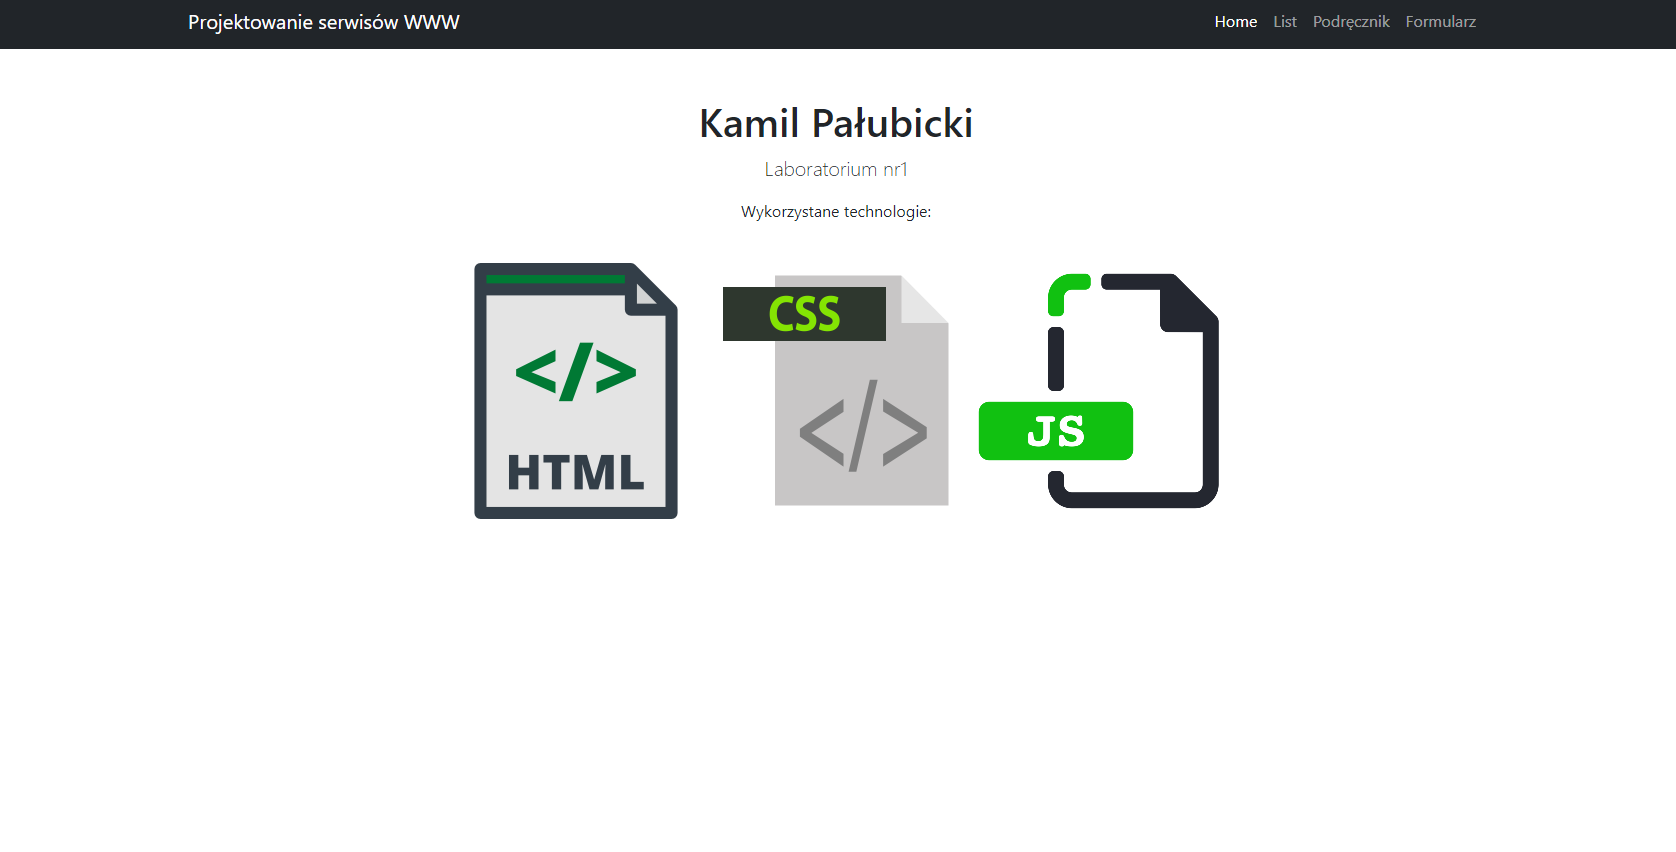 Projektowanie serwisów WWW
Home List Podręcznik Formularz
Kamil Pałubicki
Laboratorium nr1
Wykorzystane technologie:
</>
HTML
CSS
</>
JS